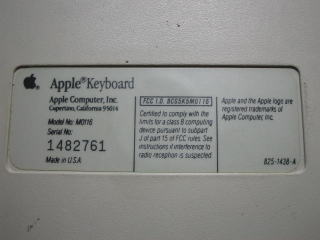 Apple® Keyboard
Apple Computer, Inc.
Cupertino, California 95014
Model No: M0116
Serial No:
1482761
Made in U.S.A
FCC I.D. BCG5K5M0116
Certified to comply with the
limits for a class B computing
device pursuant to subpart
J of part 15 of FCC rules. See
instructions if interference to
radio reception is suspected
Apple and the Apple logo are
registered trademarks of
Apple Computer, Inc.
825-1438-A